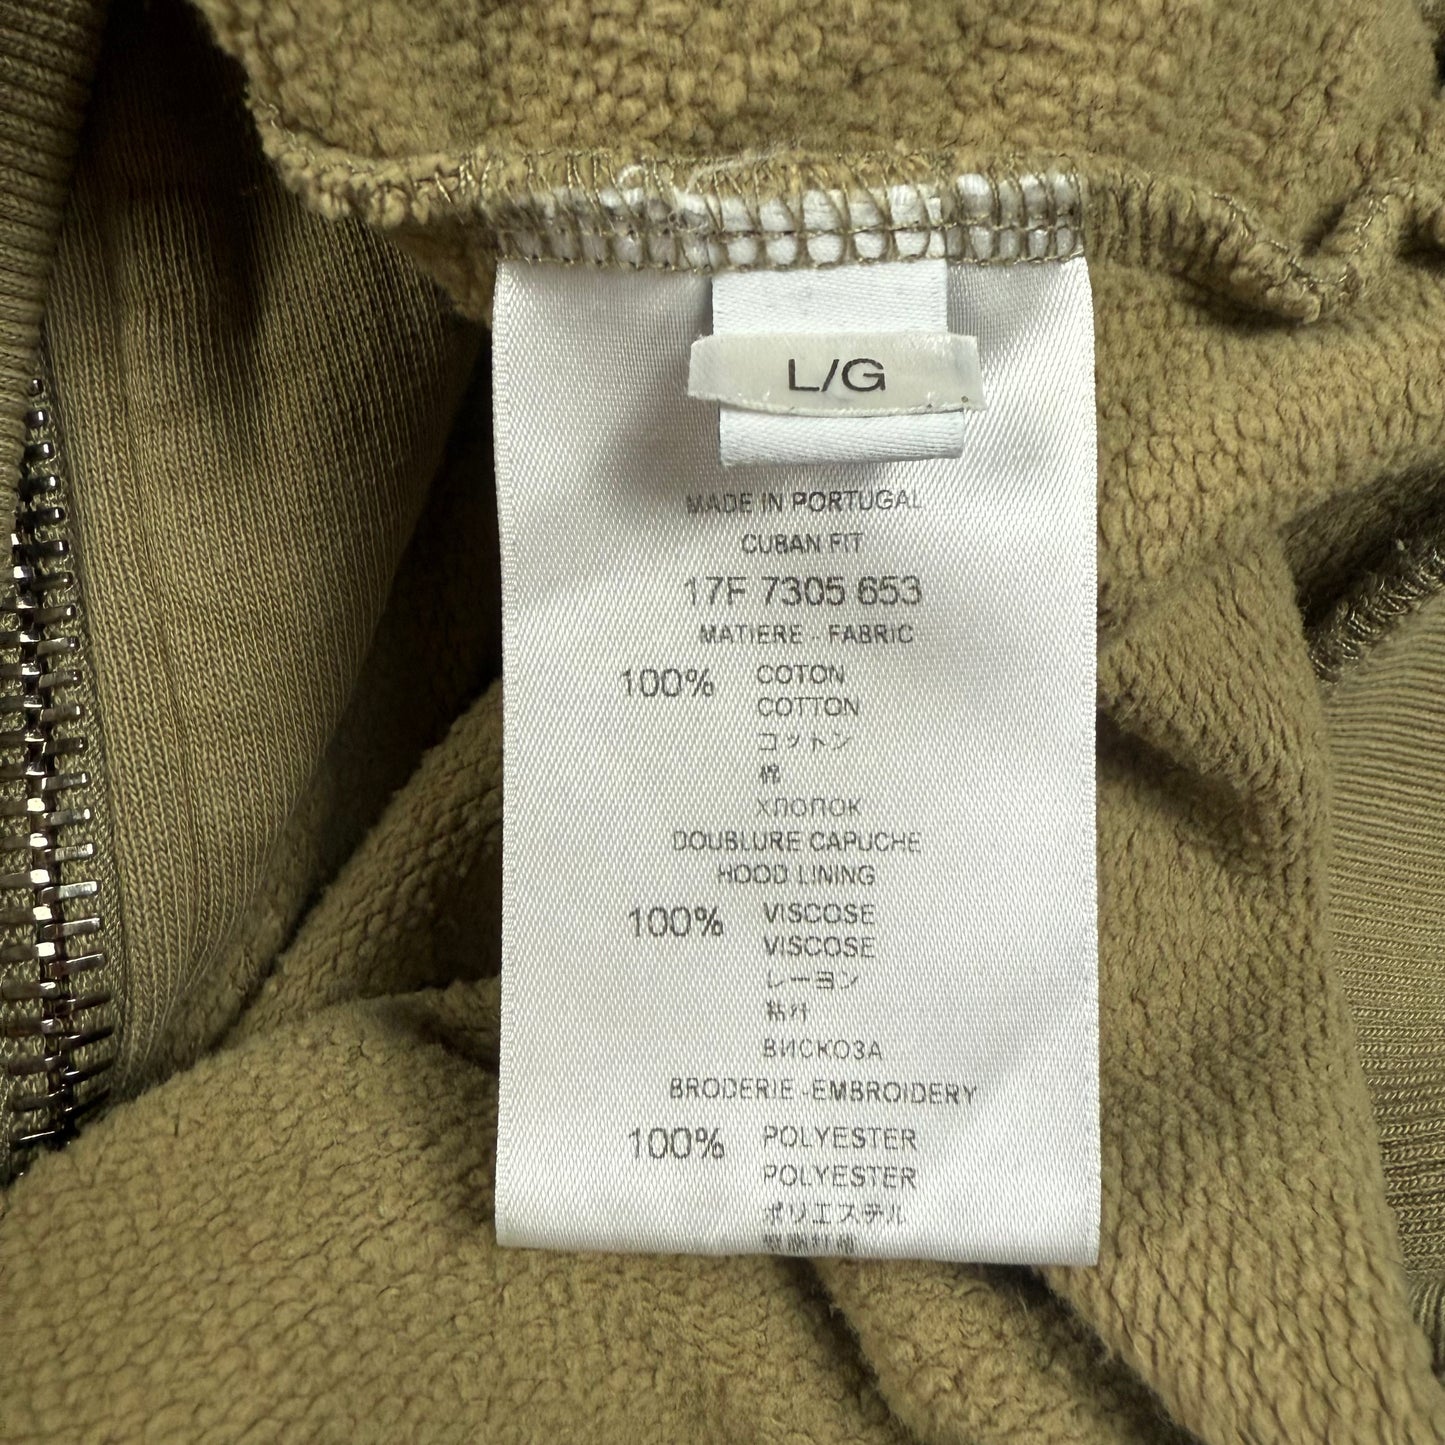 L/G
MADE IN PORTUGAL
CUBAN FIT
17F 7305 653
MATIERE - FABRIC
100% COTON
COTTON
コットン
棉
ХЛОПОК
DOUBLURE CAPUCHE
HOOD LINING
100% VISCOSE
VISCOSE
レーヨン
ВИСКОЗА
BRODERIE - EMBROIDERY
100% POLYESTER
POLYESTER
ポリエステル